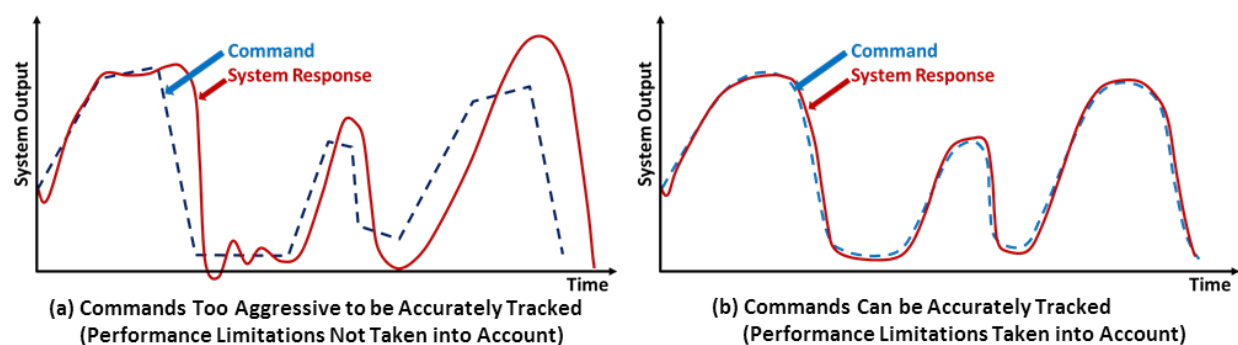 System Output
Command
System Response
Time
(a) Commands Too Aggressive to be Accurately Tracked
(Performance Limitations Not Taken into Account)
System Output
Command
System Response
Time
(b) Commands Can be Accurately Tracked
(Performance Limitations Taken into Account)